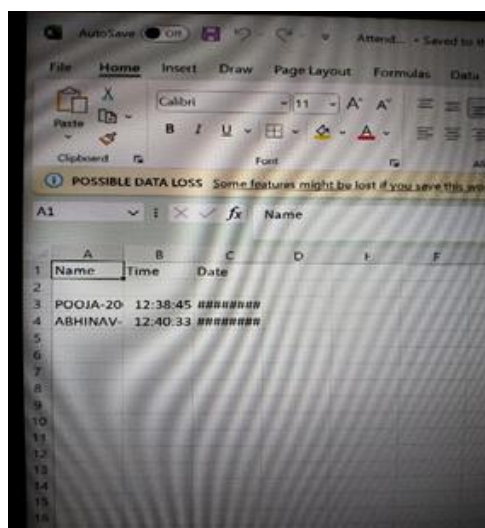 AutoSave Off Attend... • Saved to th
File Home Insert Draw Page Layout Formulas Data
Calibri 11 A^ A˅
Paste B I U A
Clipboard Font
POSSIBLE DATA LOSS Some features might be lost if you save this wo
A1 fx Name
A B C D E F
1 Name Time Date
2
3 POOJA-20 12:38:45 ########
4 ABHINAV- 12:40:33 ########
5
6
7
8
9
10
11
12
13
14
15
16